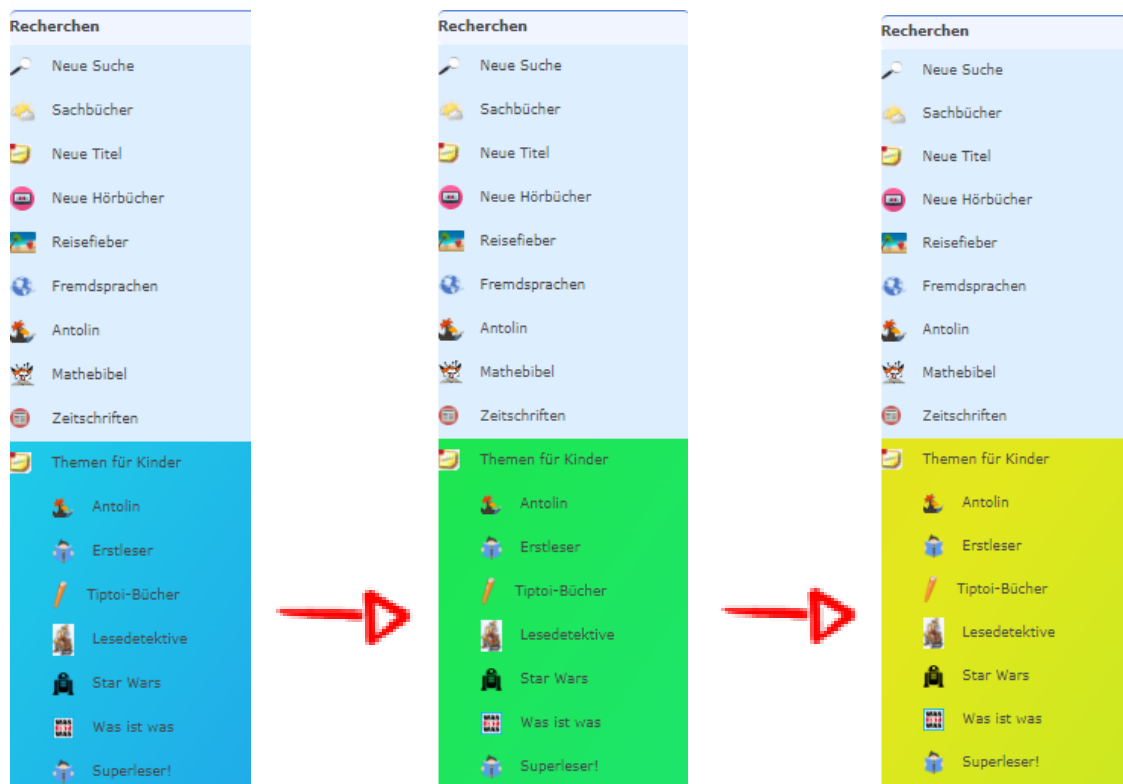 Recherchen
Neue Suche
Sachbücher
Neue Titel
Neue Hörbücher
Reisefieber
Fremdsprachen
Antolin
Mathebibel
Zeitschriften
Themen für Kinder
Antolin
Erstleser
Tiptoi-Bücher
Lesedetektive
Star Wars
Was ist was
Superleser!
Recherchen
Neue Suche
Sachbücher
Neue Titel
Neue Hörbücher
Reisefieber
Fremdsprachen
Antolin
Mathebibel
Zeitschriften
Themen für Kinder
Antolin
Erstleser
Tiptoi-Bücher
Lesedetektive
Star Wars
Was ist was
Superleser!
Recherchen
Neue Suche
Sachbücher
Neue Titel
Neue Hörbücher
Reisefieber
Fremdsprachen
Antolin
Mathebibel
Zeitschriften
Themen für Kinder
Antolin
Erstleser
Tiptoi-Bücher
Lesedetektive
Star Wars
Was ist was
Superleser!